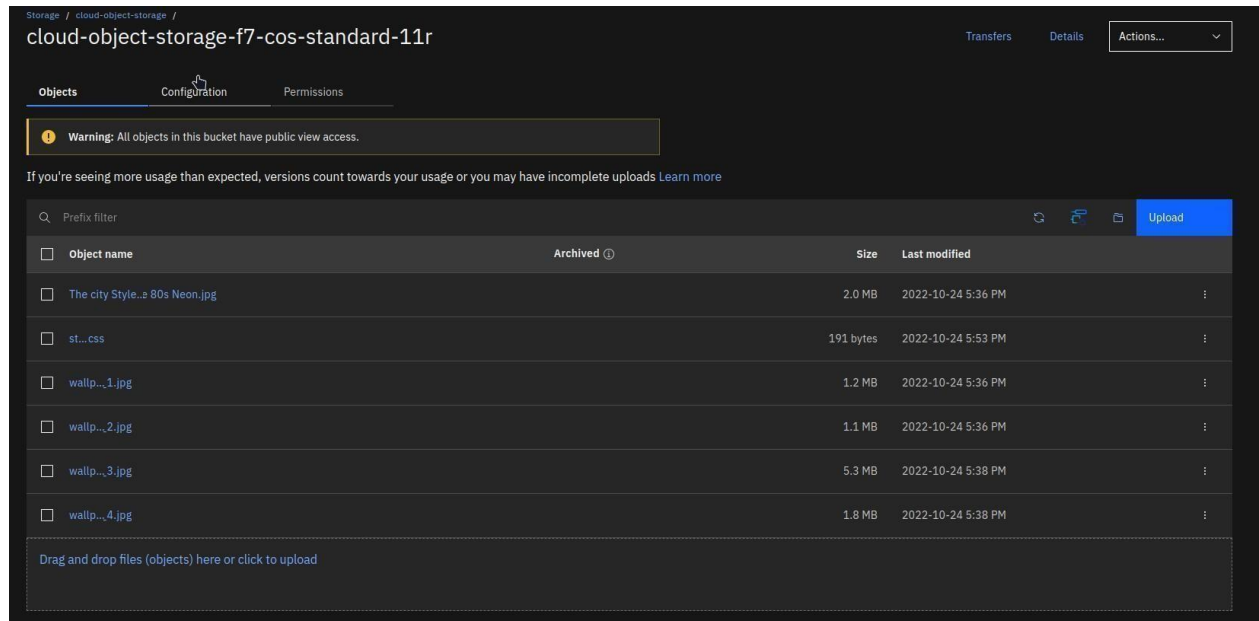 Storage / cloud-object-storage /
cloud-object-storage-f7-cos-standard-11r
Transfers Details Actions...
Objects Configuration Permissions
Warning: All objects in this bucket have public view access.
If you're seeing more usage than expected, versions count towards your usage or you may have incomplete uploads Learn more
Prefix filter Upload
Object name Archived Size Last modified
The city Style..e 80s Neon.jpg 2.0 MB 2022-10-24 5:36 PM
st...css 191 bytes 2022-10-24 5:53 PM
wallp..._1.jpg 1.2 MB 2022-10-24 5:36 PM
wallp..._2.jpg 1.1 MB 2022-10-24 5:36 PM
wallp..._3.jpg 5.3 MB 2022-10-24 5:38 PM
wallp..._4.jpg 1.8 MB 2022-10-24 5:38 PM
Drag and drop files (objects) here or click to upload